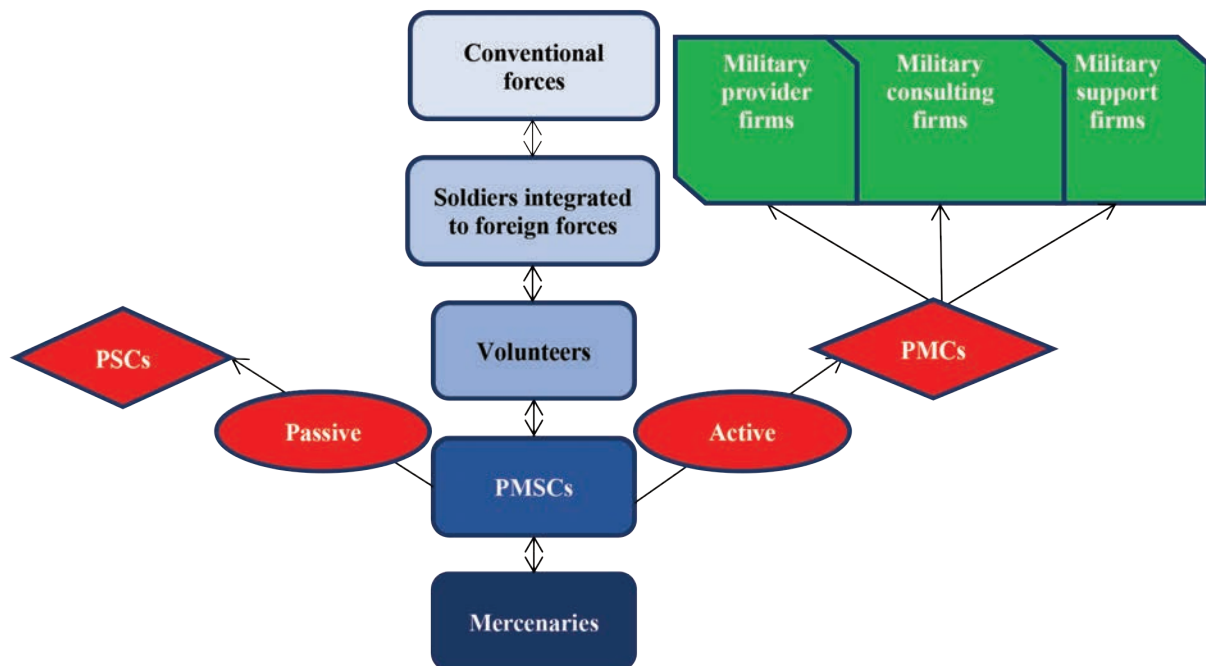 Conventional
forces
Military
provider
firms
Military
consulting
firms
Military
support
firms
Soldiers integrated
to foreign forces
Volunteers
PSCs
PMCs
Passive
Active
PMSCs
Mercenaries